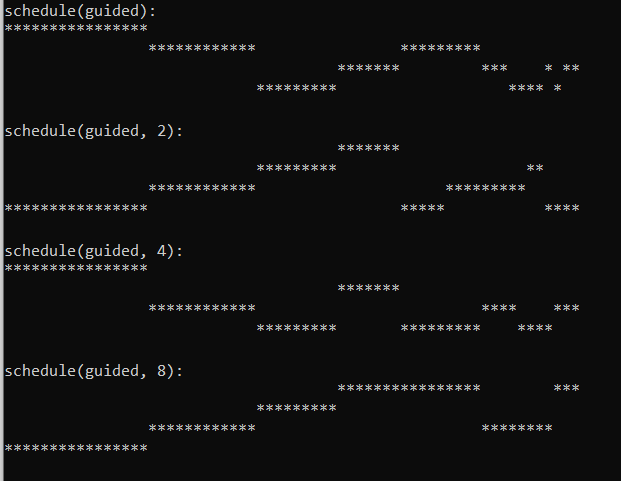 schedule(guided):
****************
                ************                *********
                                     *******         ***    * **
                            *********                   **** *
schedule(guided, 2):
                                     *******
                            *********                     **
                ************                     *********
****************                            *****           ****
schedule(guided, 4):
****************
                                     *******
                ************                         ****    ***
                            *********       *********    ****
schedule(guided, 8):
                                     ****************        ***
                            *********
                ************                         ********
****************